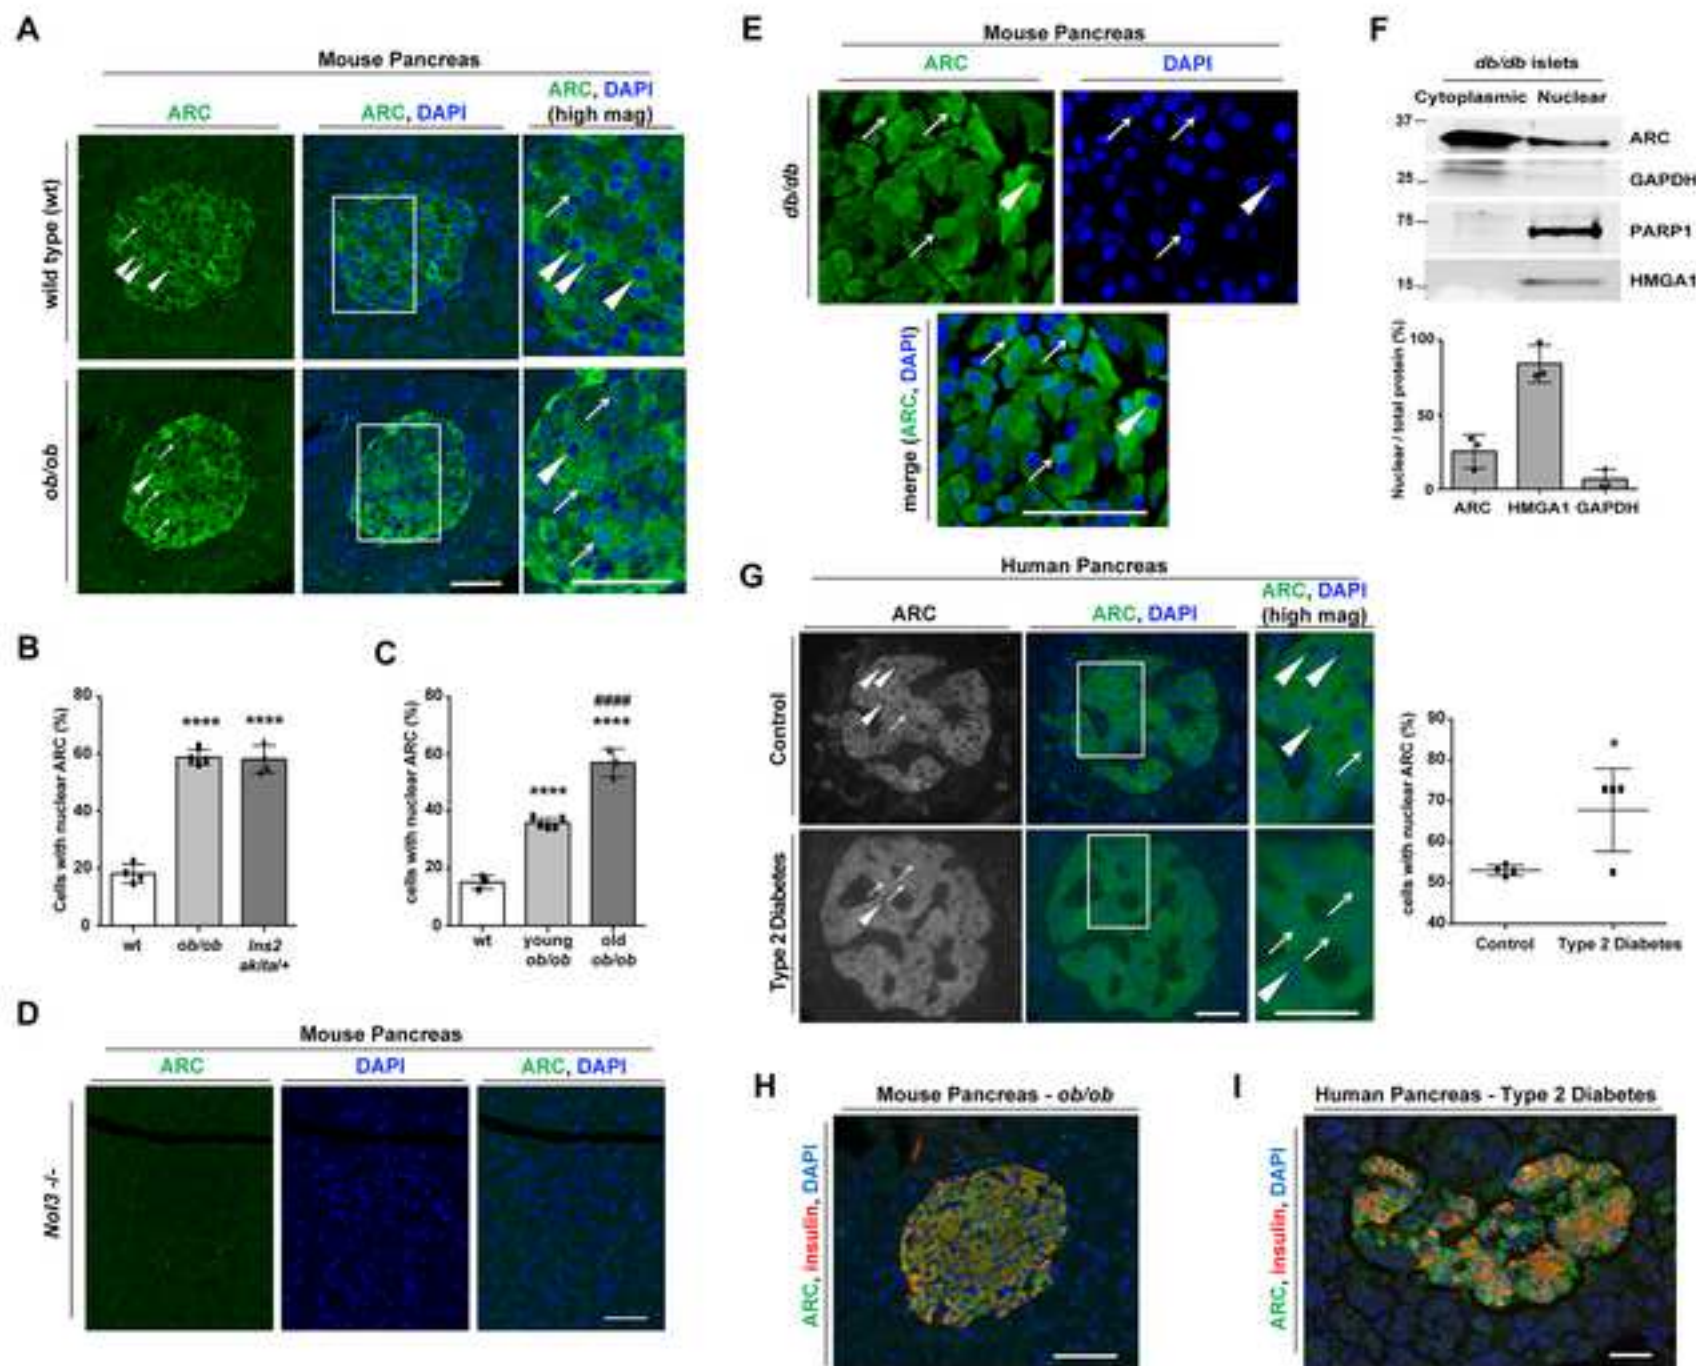 A
Mouse Pancreas
ARC
ARC, DAPI
ARC, DAPI
(high mag)
wild type (wt)
ob/ob
B
Cells with nuclear ARC (%)
80
60
40
20
0
****
****
wt
ob/ob
Ins2
akita/+
C
cells with nuclear ARC (%)
80
60
40
20
0
****
####
****
wt
young
ob/ob
old
ob/ob
D
Mouse Pancreas
ARC
DAPI
ARC, DAPI
Nol3 -/-
E
Mouse Pancreas
ARC
DAPI
db/db
merge (ARC, DAPI)
F
db/db islets
Cytoplasmic Nuclear
37
ARC
25
GAPDH
75
PARP1
15
HMGA1
Nuclear / total protein (%)
100
50
0
ARC HMGA1 GAPDH
G
Human Pancreas
ARC
ARC, DAPI
ARC, DAPI
(high mag)
Control
Type 2 Diabetes
cells with nuclear ARC (%)
90
80
70
60
50
40
Control Type 2 Diabetes
H
Mouse Pancreas - ob/ob
ARC, insulin, DAPI
I
Human Pancreas - Type 2 Diabetes
ARC, insulin, DAPI